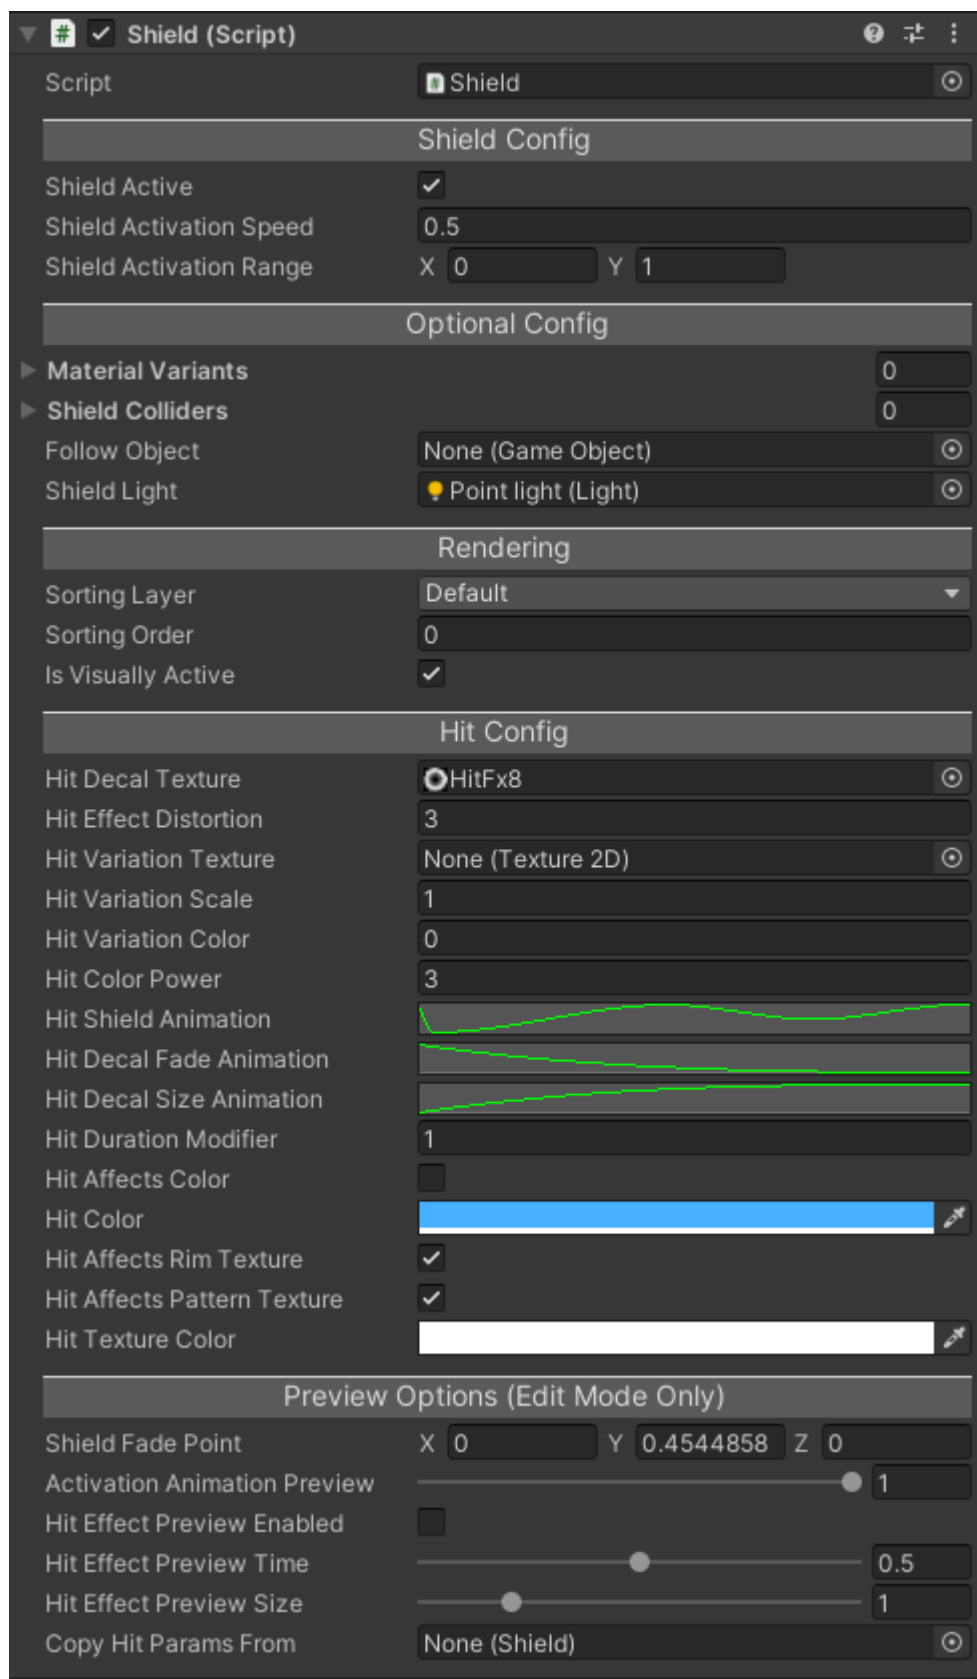 Shield (Script)
Script Shield
Shield Config
Shield Active
Shield Activation Speed 0.5
Shield Activation Range X 0 Y 1
Optional Config
Material Variants 0
Shield Colliders 0
Follow Object None (Game Object)
Shield Light Point light (Light)
Rendering
Sorting Layer Default
Sorting Order 0
Is Visually Active
Hit Config
Hit Decal Texture HitFx8
Hit Effect Distortion 3
Hit Variation Texture None (Texture 2D)
Hit Variation Scale 1
Hit Variation Color 0
Hit Color Power 3
Hit Shield Animation
Hit Decal Fade Animation
Hit Decal Size Animation
Hit Duration Modifier 1
Hit Affects Color
Hit Color
Hit Affects Rim Texture
Hit Affects Pattern Texture
Hit Texture Color
Preview Options (Edit Mode Only)
Shield Fade Point X 0 Y 0.4544858 Z 0
Activation Animation Preview 1
Hit Effect Preview Enabled
Hit Effect Preview Time 0.5
Hit Effect Preview Size 1
Copy Hit Params From None (Shield)